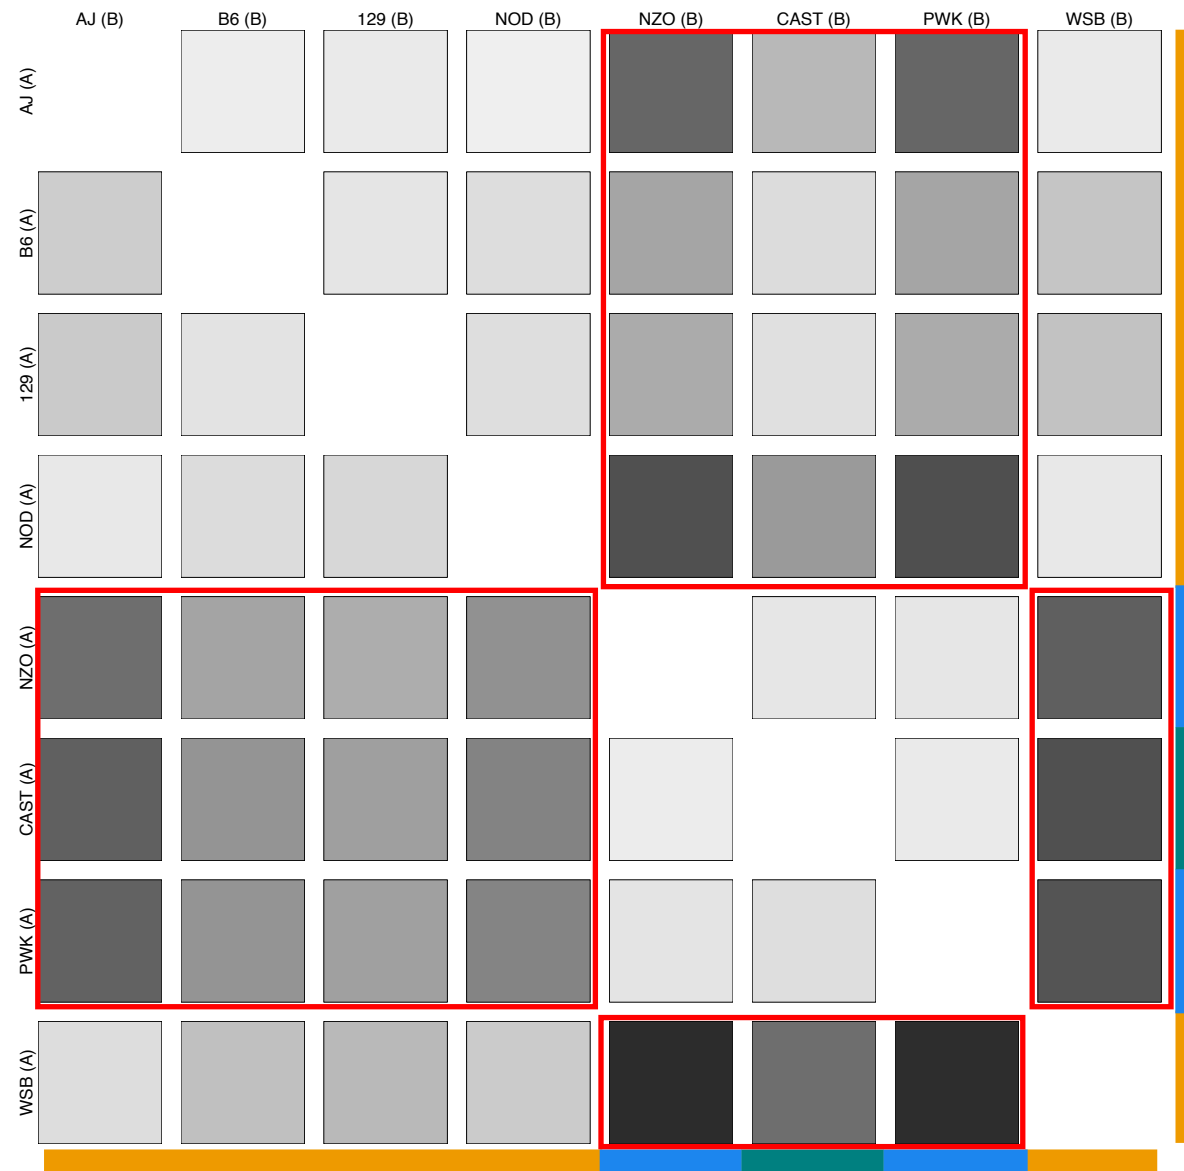 AJ (B) B6 (B) 129 (B) NOD (B) NZO (B) CAST (B) PWK (B) WSB (B)
AJ (A)
B6 (A)
129 (A)
NOD (A)
NZO (A)
CAST (A)
PWK (A)
WSB (A)